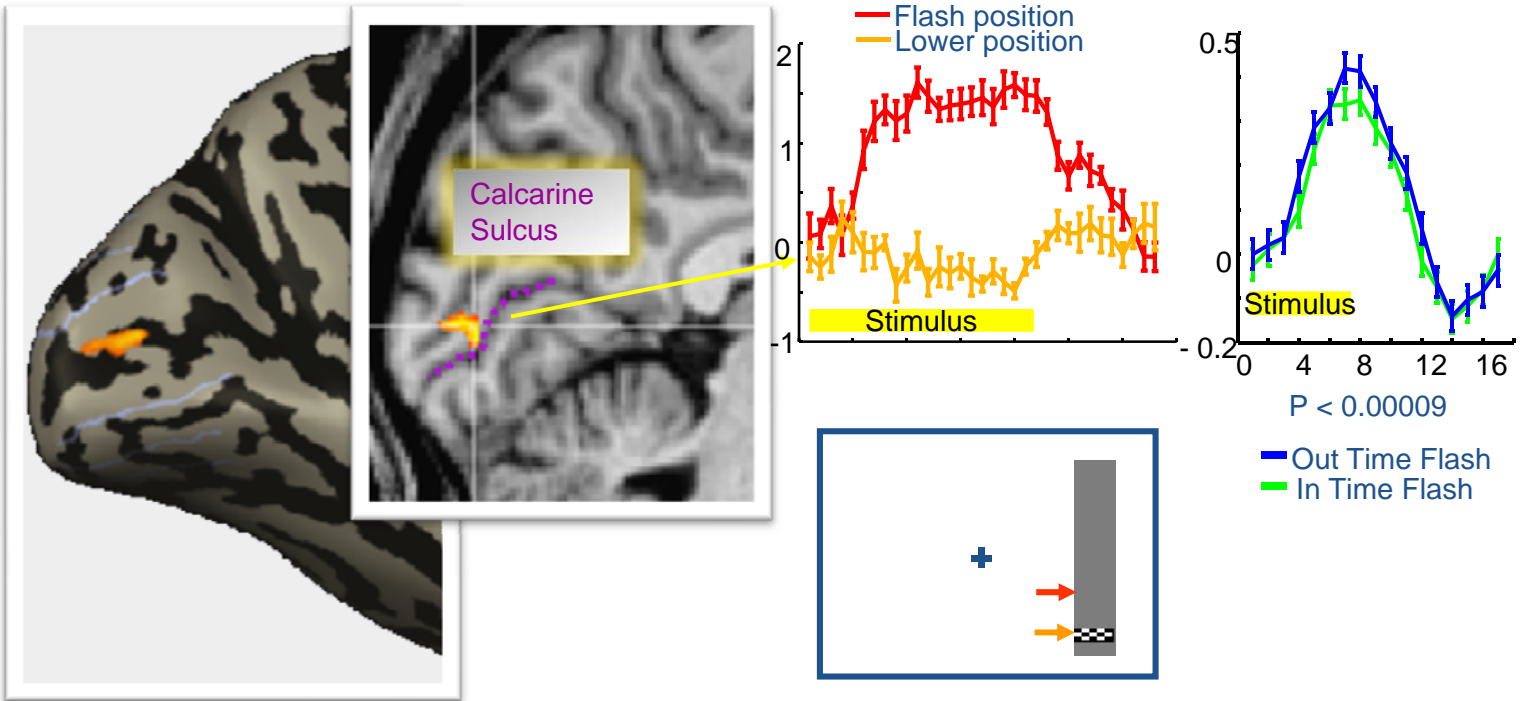 Calcarine
Sulcus
Flash position
Lower position
2
1
0
-1
Stimulus
0.5
0
- 0.2
Stimulus
0 4 8 12 16
P < 0.00009
Out Time Flash
In Time Flash